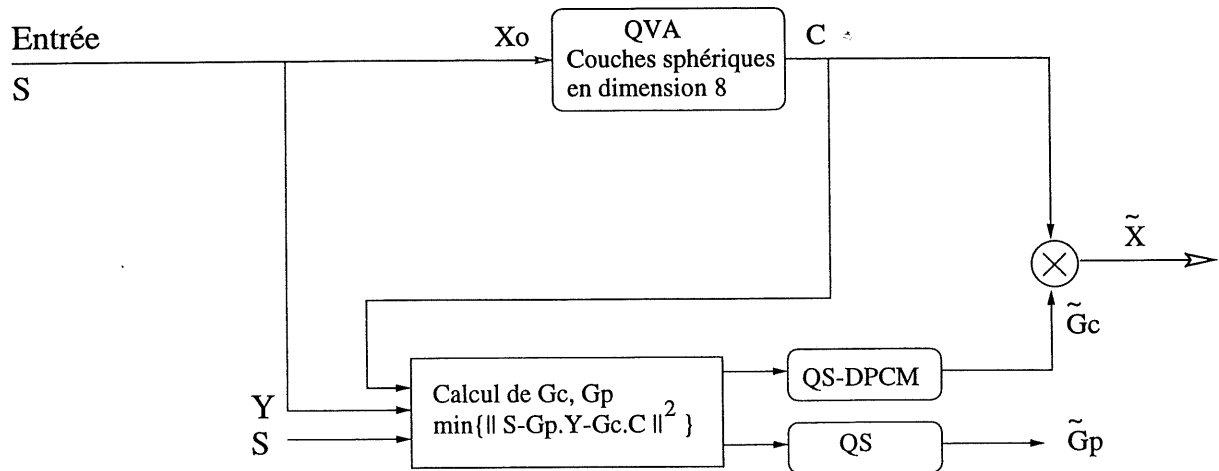 Entrée
S
Xo
QVA
Couches sphériques
en dimension 8
C
X̃
G̃c
Calcul de Gc, Gp
min{|| S-Gp.Y-Gc.C ||² }
QS-DPCM
Y
S
QS
G̃p